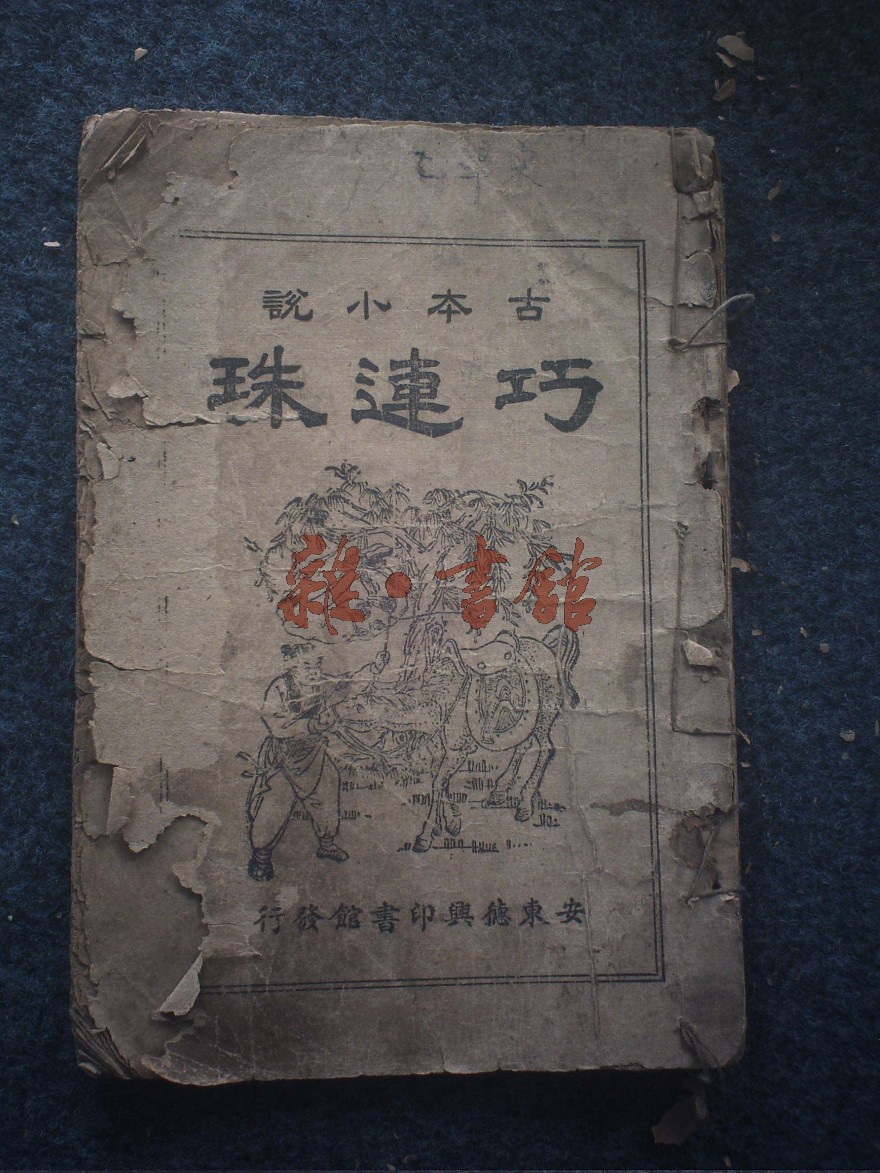 古本小說
巧連珠
雜·書館
安東德興印書館發行